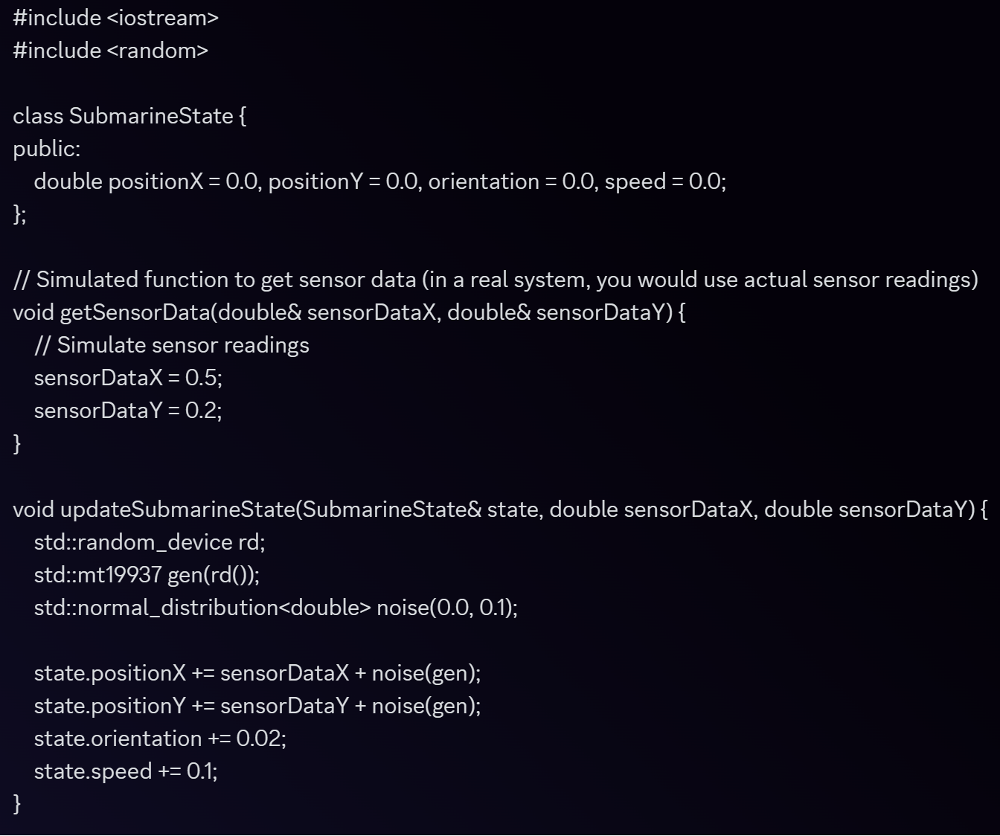 #include <iostream>
#include <random>

class SubmarineState {
public:
    double positionX = 0.0, positionY = 0.0, orientation = 0.0, speed = 0.0;
};

// Simulated function to get sensor data (in a real system, you would use actual sensor readings)
void getSensorData(double& sensorDataX, double& sensorDataY) {
    // Simulate sensor readings
    sensorDataX = 0.5;
    sensorDataY = 0.2;
}

void updateSubmarineState(SubmarineState& state, double sensorDataX, double sensorDataY) {
    std::random_device rd;
    std::mt19937 gen(rd());
    std::normal_distribution<double> noise(0.0, 0.1);

    state.positionX += sensorDataX + noise(gen);
    state.positionY += sensorDataY + noise(gen);
    state.orientation += 0.02;
    state.speed += 0.1;
}